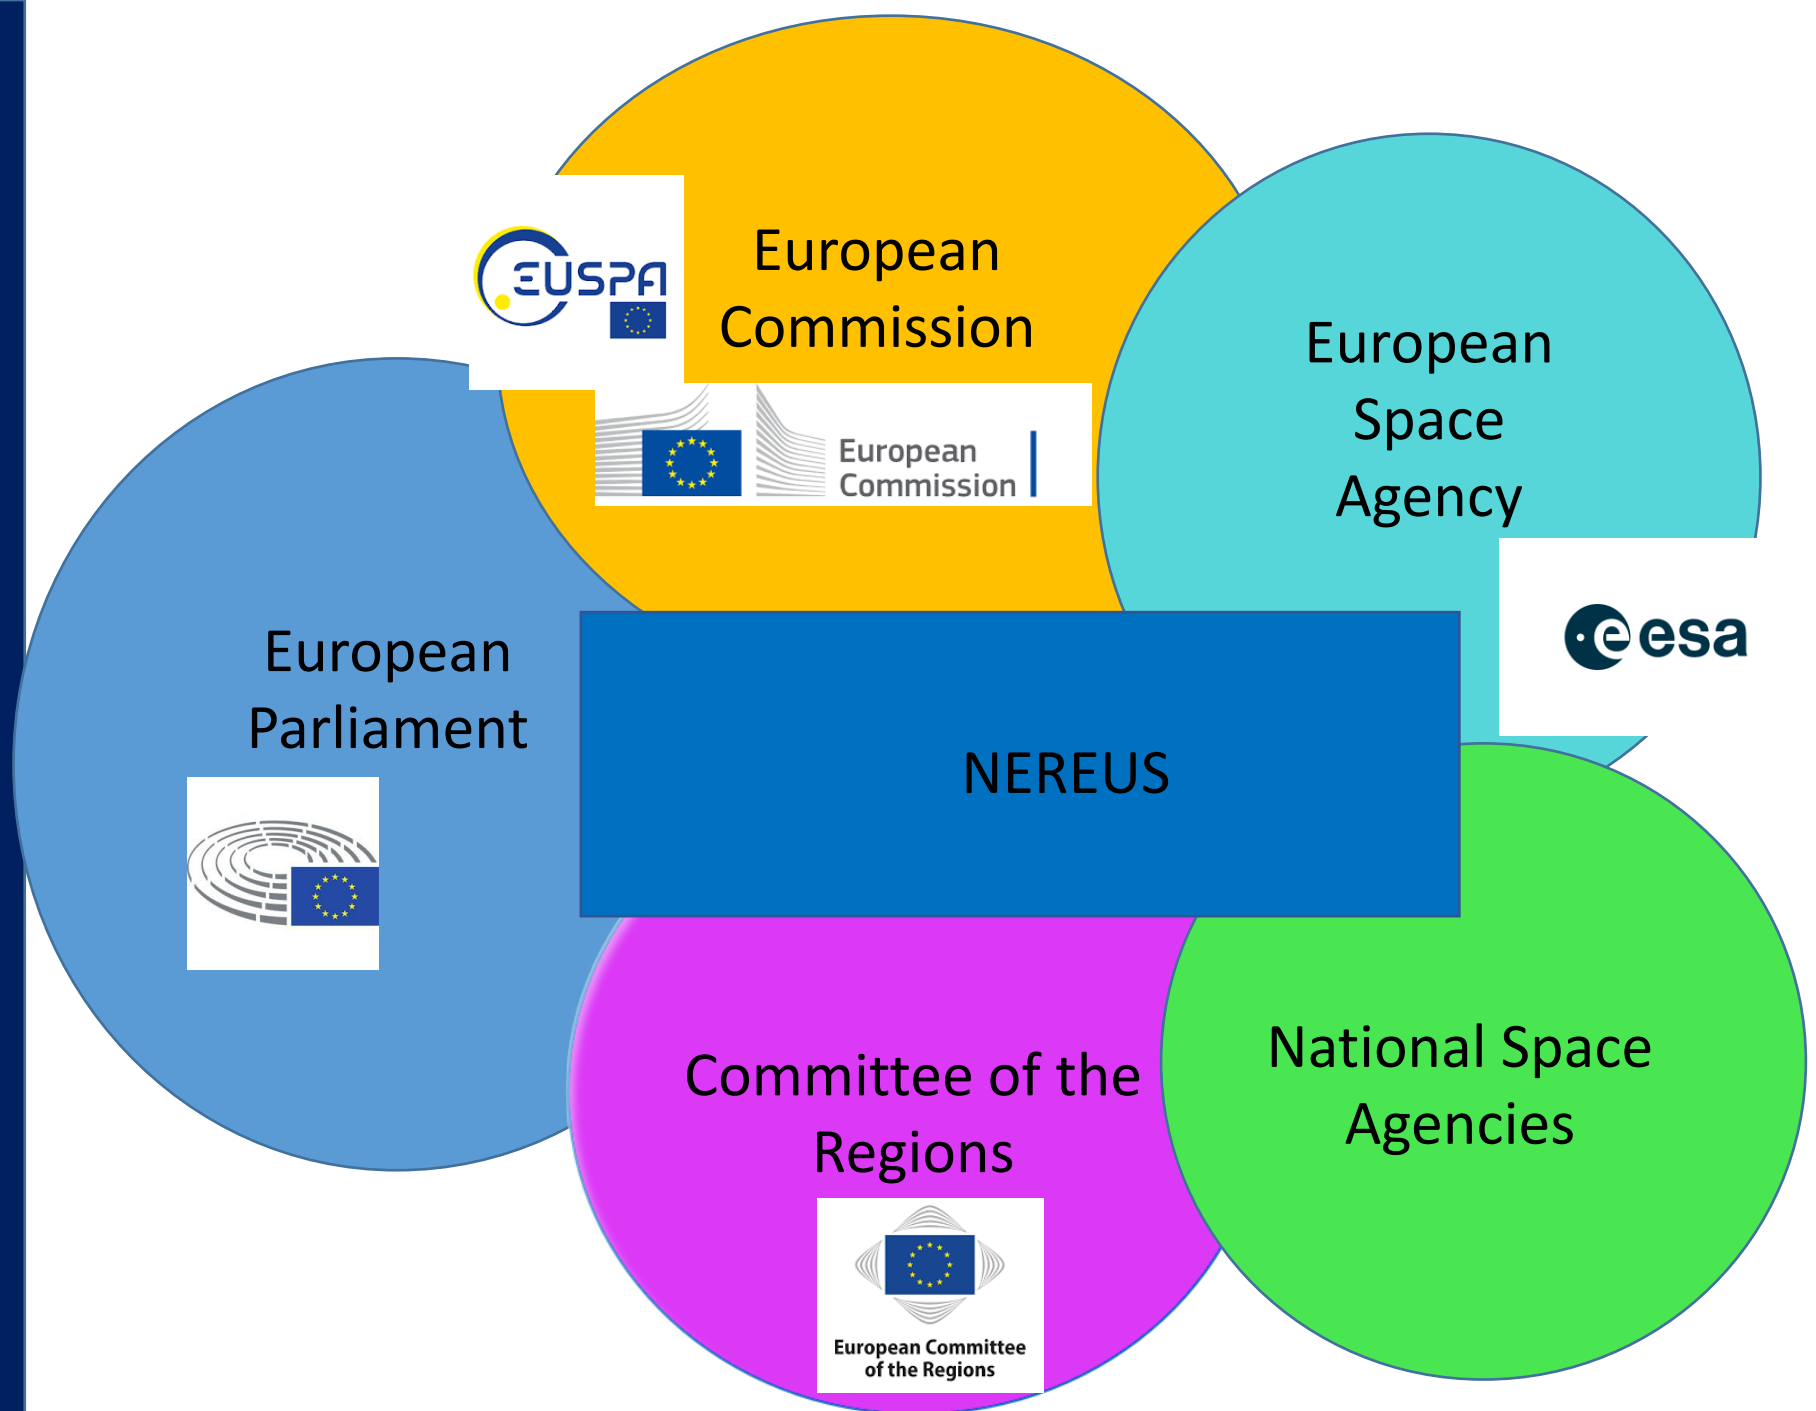 EUSPA
European
Commission
European
Commission
European
Space
Agency
esa
European
Parliament
NEREUS
Committee of the
Regions
European Committee
of the Regions
National Space
Agencies